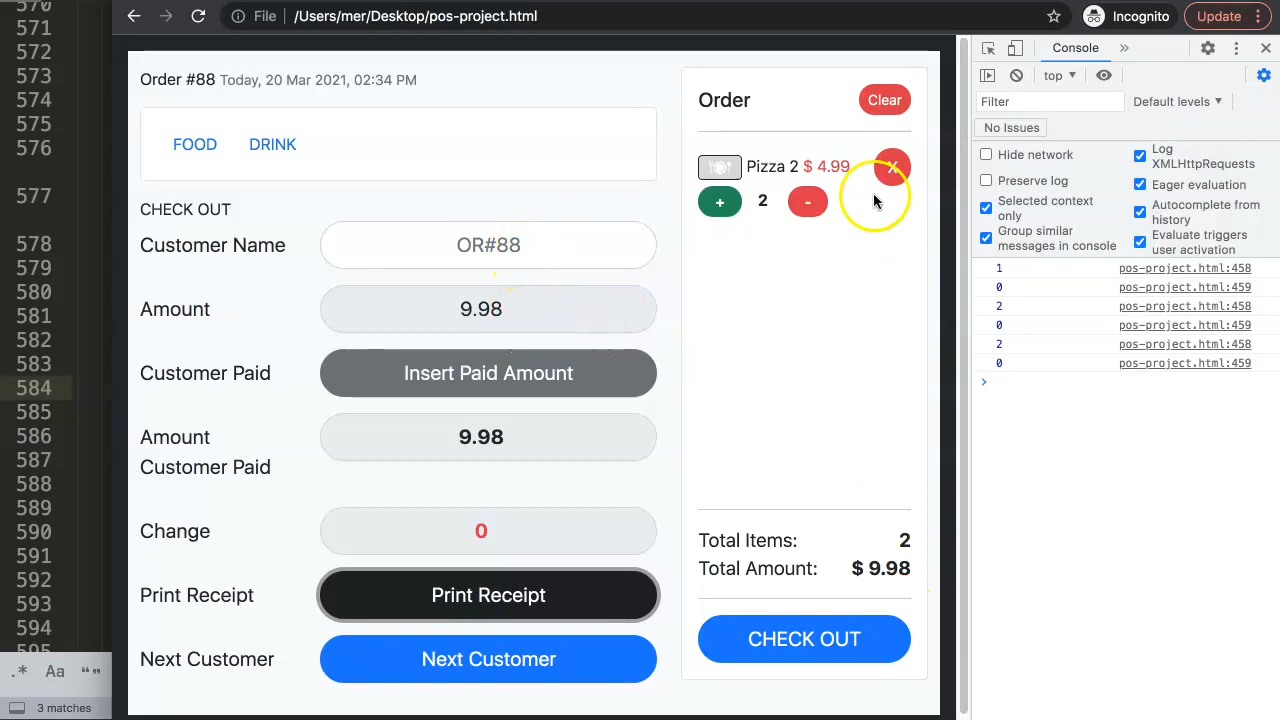 570
571
572
573
574
575
576
577
578
579
580
581
582
583
584
585
586
587
588
589
590
591
592
593
594
595
.* Aa “”
3 matches
File /Users/mer/Desktop/pos-project.html
Incognito
Update
Order #88 Today, 20 Mar 2021, 02:34 PM
FOOD DRINK
CHECK OUT
Customer Name OR#88
Amount 9.98
Customer Paid Insert Paid Amount
Amount 9.98
Customer Paid
Change 0
Print Receipt Print Receipt
Next Customer Next Customer
Order Clear
Pizza 2 $ 4.99 X
+ 2 -
Total Items: 2
Total Amount: $ 9.98
CHECK OUT
Console »
top ▼
Filter Default levels ▼
No Issues
Hide network
Preserve log
Selected context
only
Group similar
messages in console
Log
XMLHttpRequests
Eager evaluation
Autocomplete from
history
Evaluate triggers
user activation
1 pos-project.html:458
0 pos-project.html:459
2 pos-project.html:458
0 pos-project.html:459
2 pos-project.html:458
0 pos-project.html:459
>